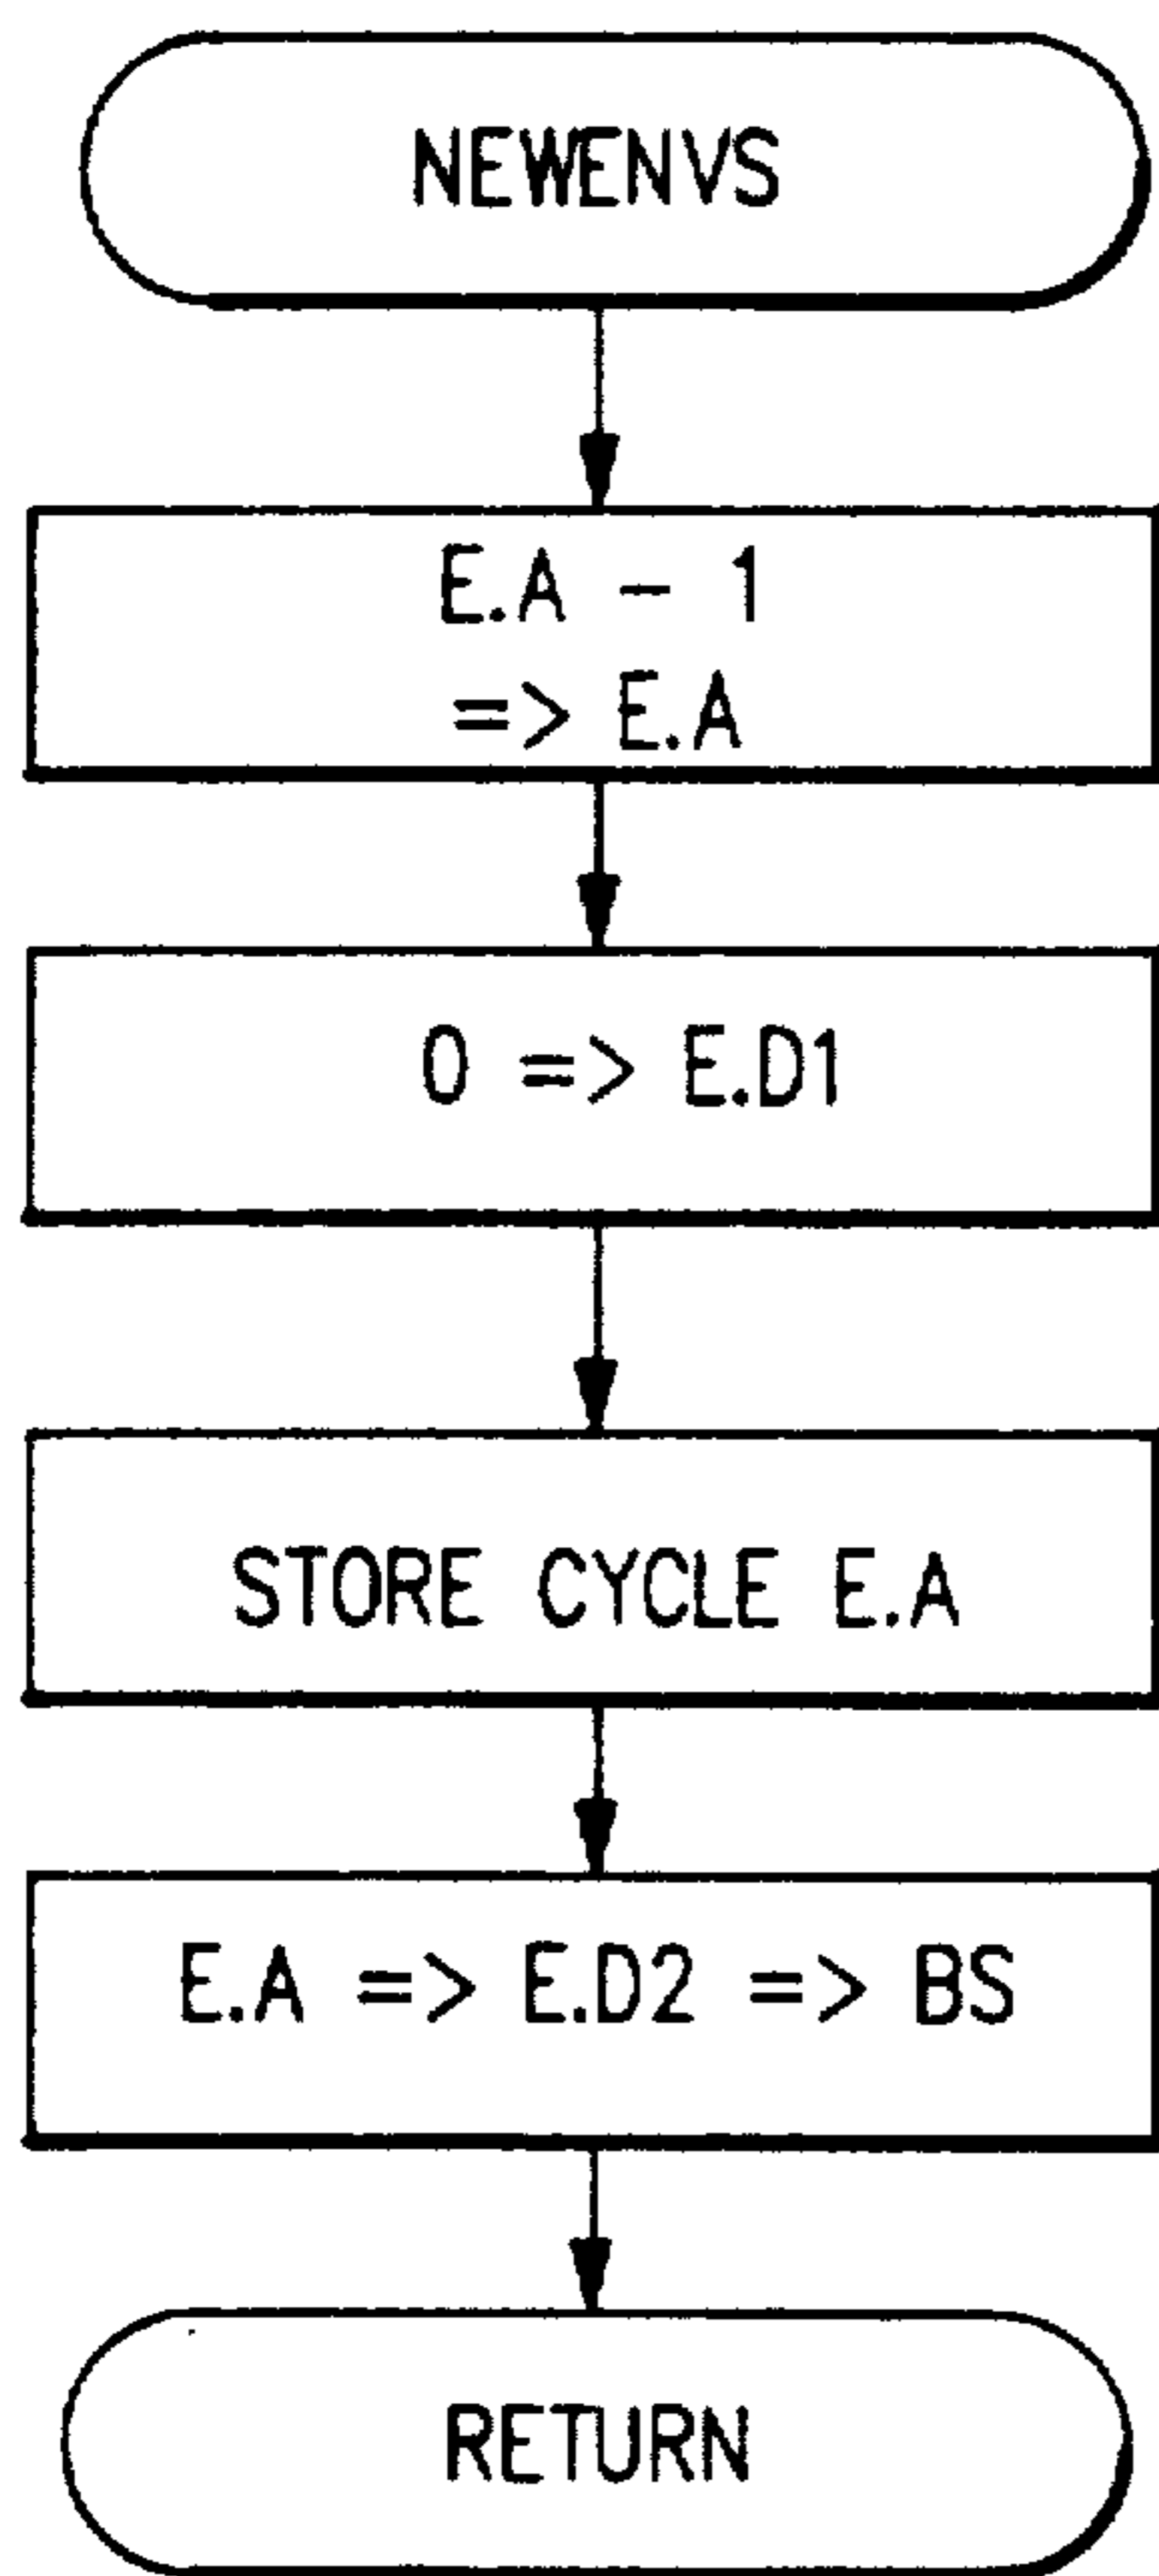 NEWENVS
E.A - 1
=> E.A
0 => E.D1
STORE CYCLE E.A
E.A => E.D2 => BS
RETURN